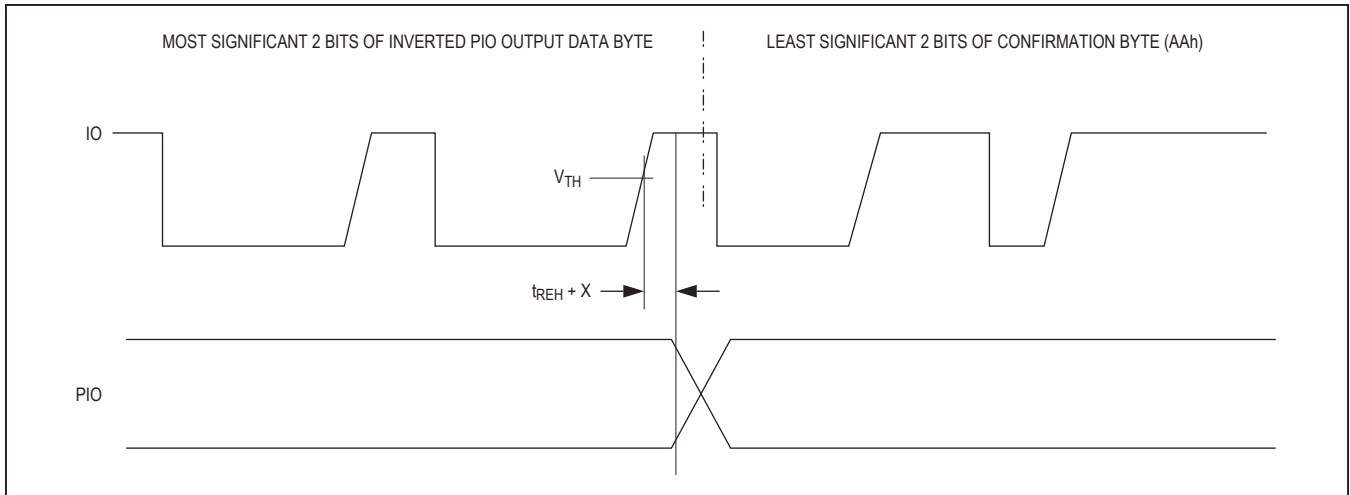 MOST SIGNIFICANT 2 BITS OF INVERTED PIO OUTPUT DATA BYTE
LEAST SIGNIFICANT 2 BITS OF CONFIRMATION BYTE (AAh)
IO
VTH
tREH + X
PIO